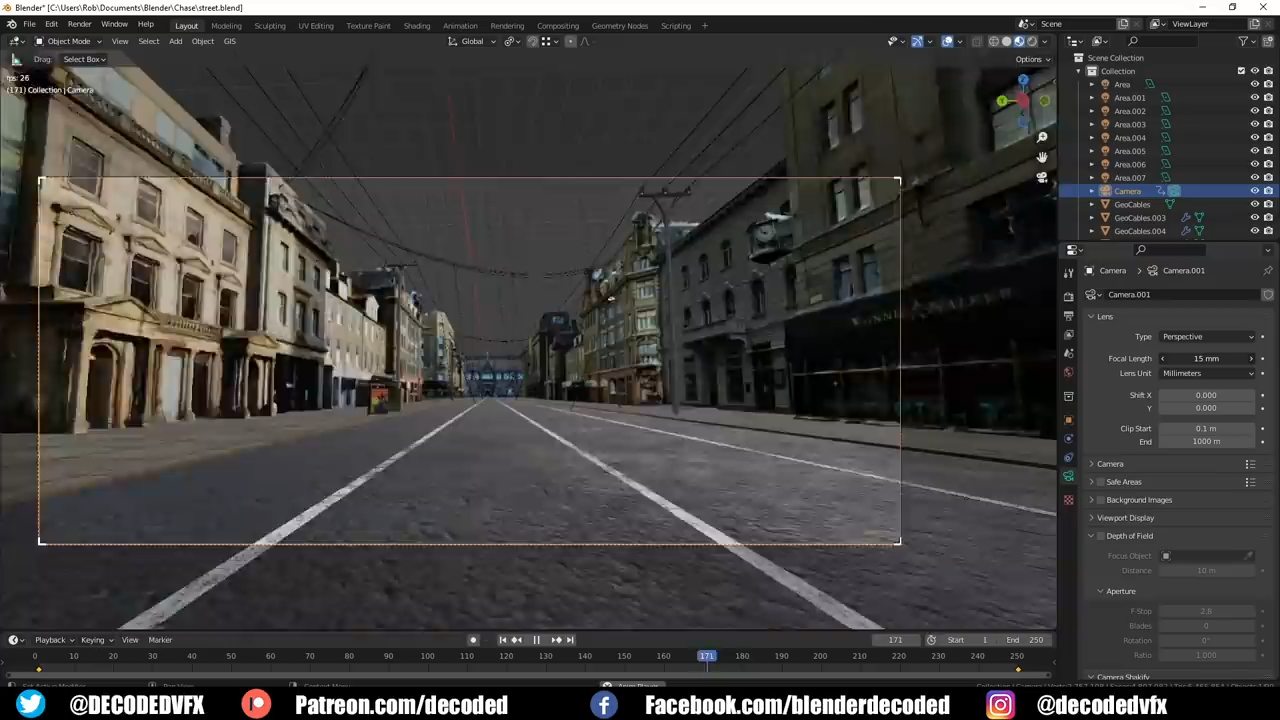 Blender* [C:\Users\Rob\Documents\Blender\Chase\street.blend]
File Edit Render Window Help Layout Modeling Sculpting UV Editing Texture Paint Shading Animation Rendering Compositing Geometry Nodes Scripting + Scene ViewLayer
Object Mode View Select Add Object GIS Global
Drag: Select Box Options
fps: 26
(171) Collection | Camera
Scene Collection
Collection
Area
Area.001
Area.002
Area.003
Area.004
Area.005
Area.006
Area.007
Camera
GeoCables
GeoCables.003
GeoCables.004
Camera Camera.001
Camera.001
Lens
Type Perspective
Focal Length 15 mm
Lens Unit Millimeters
Shift X 0.000
Y 0.000
Clip Start 0.1 m
End 1000 m
Camera
Safe Areas
Background Images
Viewport Display
Depth of Field
Focus Object
Distance 10 m
Aperture
F-Stop 2.8
Blades 0
Rotation 0°
Ratio 1.000
Camera Shakify
Playback Keying View Marker 171 Start 1 End 250
0 10 20 30 40 50 60 70 80 90 100 110 120 130 140 150 160 171 180 190 200 210 220 230 240 250
@DECODEDVFX Patreon.com/decoded Facebook.com/blenderdecoded @decodedvfx